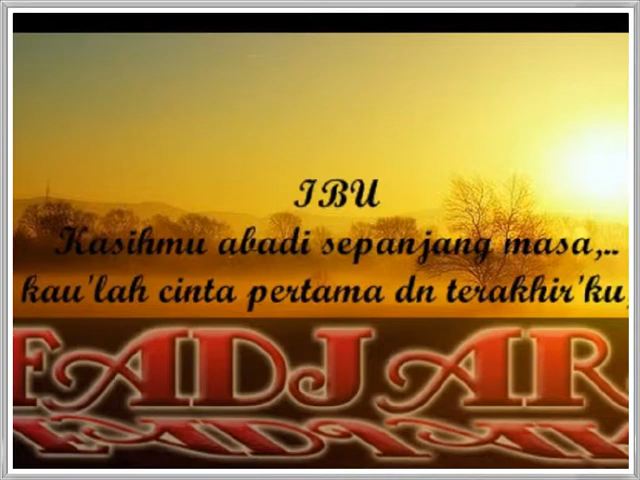 IBU
Kasihmu abadi sepanjang masa,..
kau'lah cinta pertama dn terakhir'ku,
FADJAR